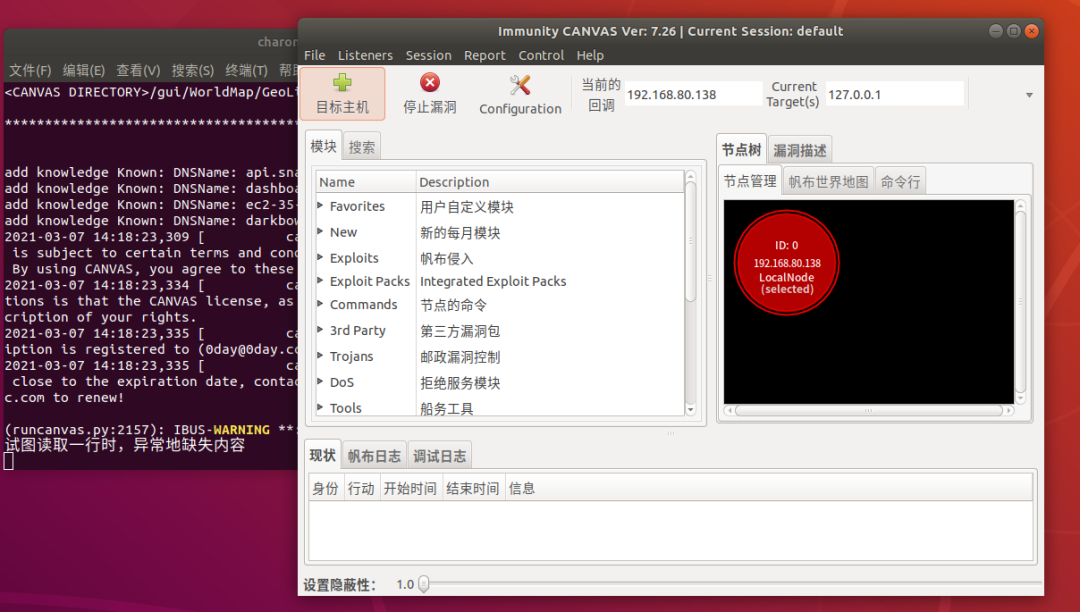 charon
文件(F) 编辑(E) 查看(V) 搜索(S) 终端(T) 帮助
<CANVAS DIRECTORY>/gui/WorldMap/GeoLi
****************************************
add knowledge Known: DNSName: api.sna
add knowledge Known: DNSName: dashboa
add knowledge Known: DNSName: ec2-35-
add knowledge Known: DNSName: darkbow
2021-03-07 14:18:23,309 [ ca
is subject to certain terms and cond
By using CANVAS, you agree to these
2021-03-07 14:18:23,334 [ ca
tions is that the CANVAS license, as
cription of your rights.
2021-03-07 14:18:23,335 [ ca
iption is registered to (0day@0day.co
2021-03-07 14:18:23,335 [ ca
close to the expiration date, contac
c.com to renew!
(runcanvas.py:2157): IBUS-WARNING **:
试图读取一行时，异常地缺失内容
Immunity CANVAS Ver: 7.26 | Current Session: default
File Listeners Session Report Control Help
目标主机
停止漏洞
Configuration
当前的
回调
192.168.80.138
Current
Target(s)
127.0.0.1
模块 搜索
Name Description
Favorites 用户自定义模块
New 新的每月模块
Exploits 帆布侵入
Exploit Packs Integrated Exploit Packs
Commands 节点的命令
3rd Party 第三方漏洞包
Trojans 邮政漏洞控制
DoS 拒绝服务模块
Tools 船务工具
节点树 漏洞描述
节点管理 帆布世界地图 命令行
ID: 0
192.168.80.138
LocalNode
(selected)
现状 帆布日志 调试日志
身份 行动 开始时间 结束时间 信息
设置隐蔽性： 1.0